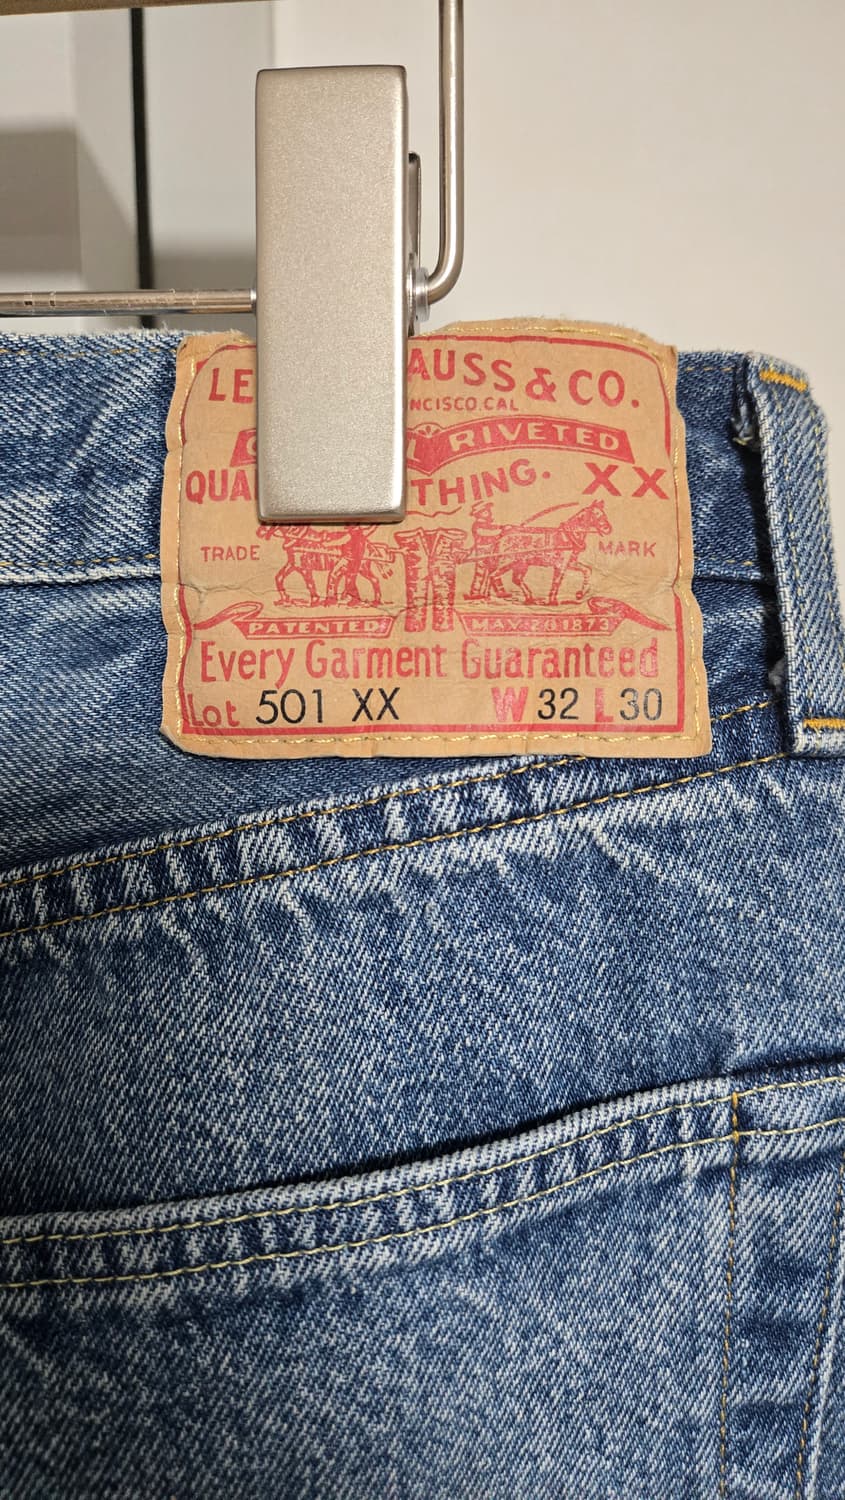 LE AUSS & CO.
NCISCO.CAL
RIVETED
QUA THING. XX
TRADE MARK
PATENTED MAY 20 1873
Every Garment Guaranteed
Lot 501 XX W 32 L 30